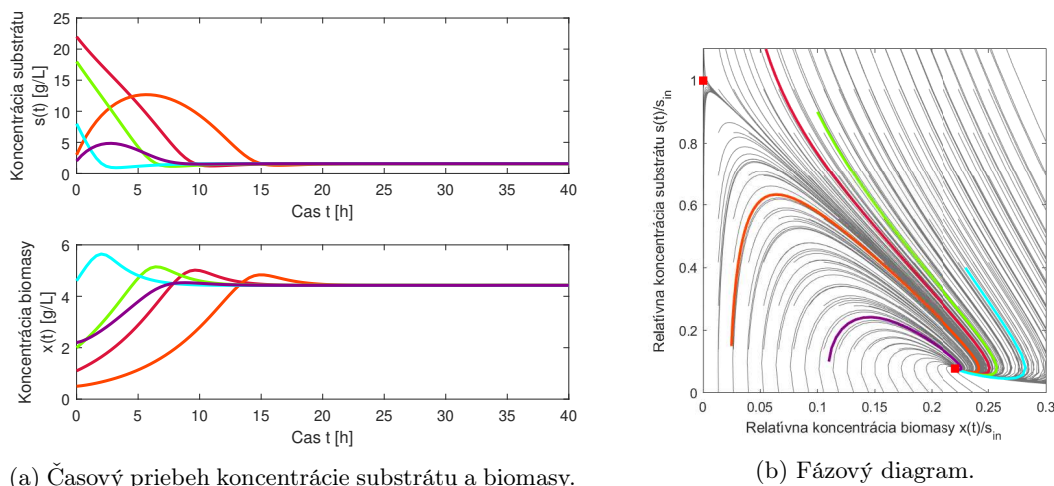 Koncentrácia substrátu
s(t) [g/L]
25
20
15
10
5
0
0 5 10 15 20 25 30 35 40
Cas t [h]
Koncentrácia biomasy
x(t) [g/L]
6
4
2
0
0 5 10 15 20 25 30 35 40
Cas t [h]
(a) Časový priebeh koncentrácie substrátu a biomasy.
Relatívna koncentrácia substrátu s(t)/s_in
1
0.8
0.6
0.4
0.2
0
0 0.05 0.1 0.15 0.2 0.25 0.3
Relatívna koncentrácia biomasy x(t)/s_in
(b) Fázový diagram.